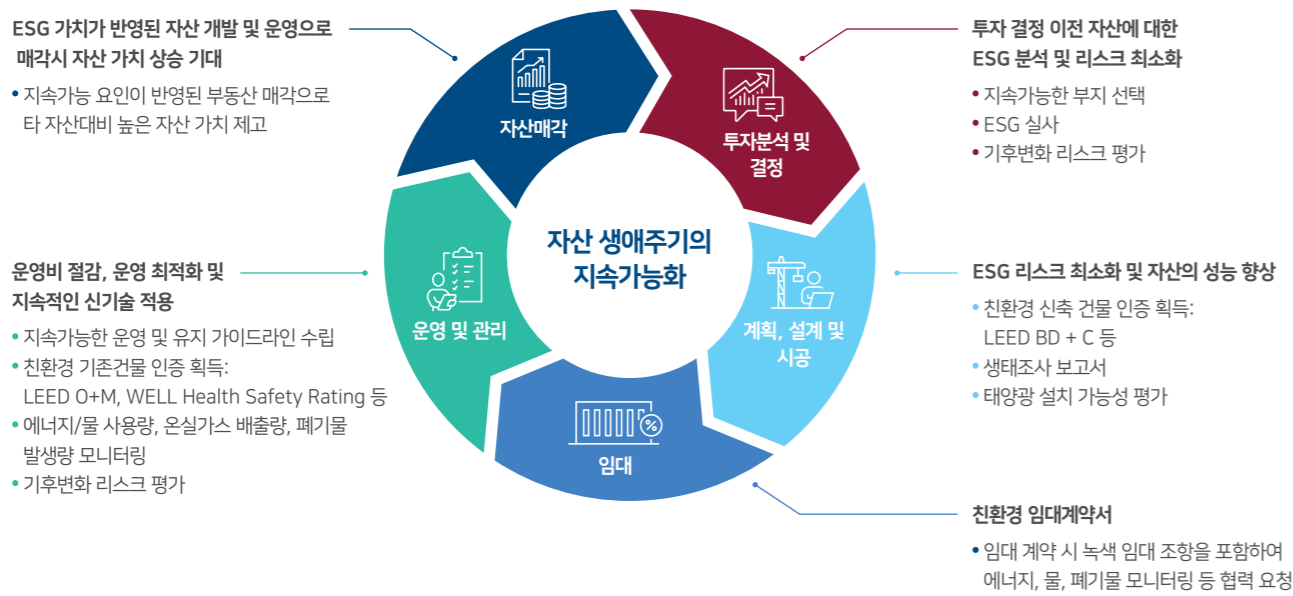 ESG 가치가 반영된 자산 개발 및 운영으로
매각시 자산 가치 상승 기대
• 지속가능 요인이 반영된 부동산 매각으로
타 자산대비 높은 자산 가치 제고
투자 결정 이전 자산에 대한
ESG 분석 및 리스크 최소화
• 지속가능한 부지 선택
• ESG 실사
• 기후변화 리스크 평가
자산매각
투자분석 및
결정
자산 생애주기의
지속가능화
운영 및 관리
계획, 설계 및
시공
%
임대
운영비 절감, 운영 최적화 및
지속적인 신기술 적용
• 지속가능한 운영 및 유지 가이드라인 수립
• 친환경 기존건물 인증 획득:
LEED O+M, WELL Health Safety Rating 등
• 에너지/물 사용량, 온실가스 배출량, 폐기물
발생량 모니터링
• 기후변화 리스크 평가
ESG 리스크 최소화 및 자산의 성능 향상
• 친환경 신축 건물 인증 획득:
LEED BD + C 등
• 생태조사 보고서
• 태양광 설치 가능성 평가
친환경 임대계약서
• 임대 계약 시 녹색 임대 조항을 포함하여
에너지, 물, 폐기물 모니터링 등 협력 요청